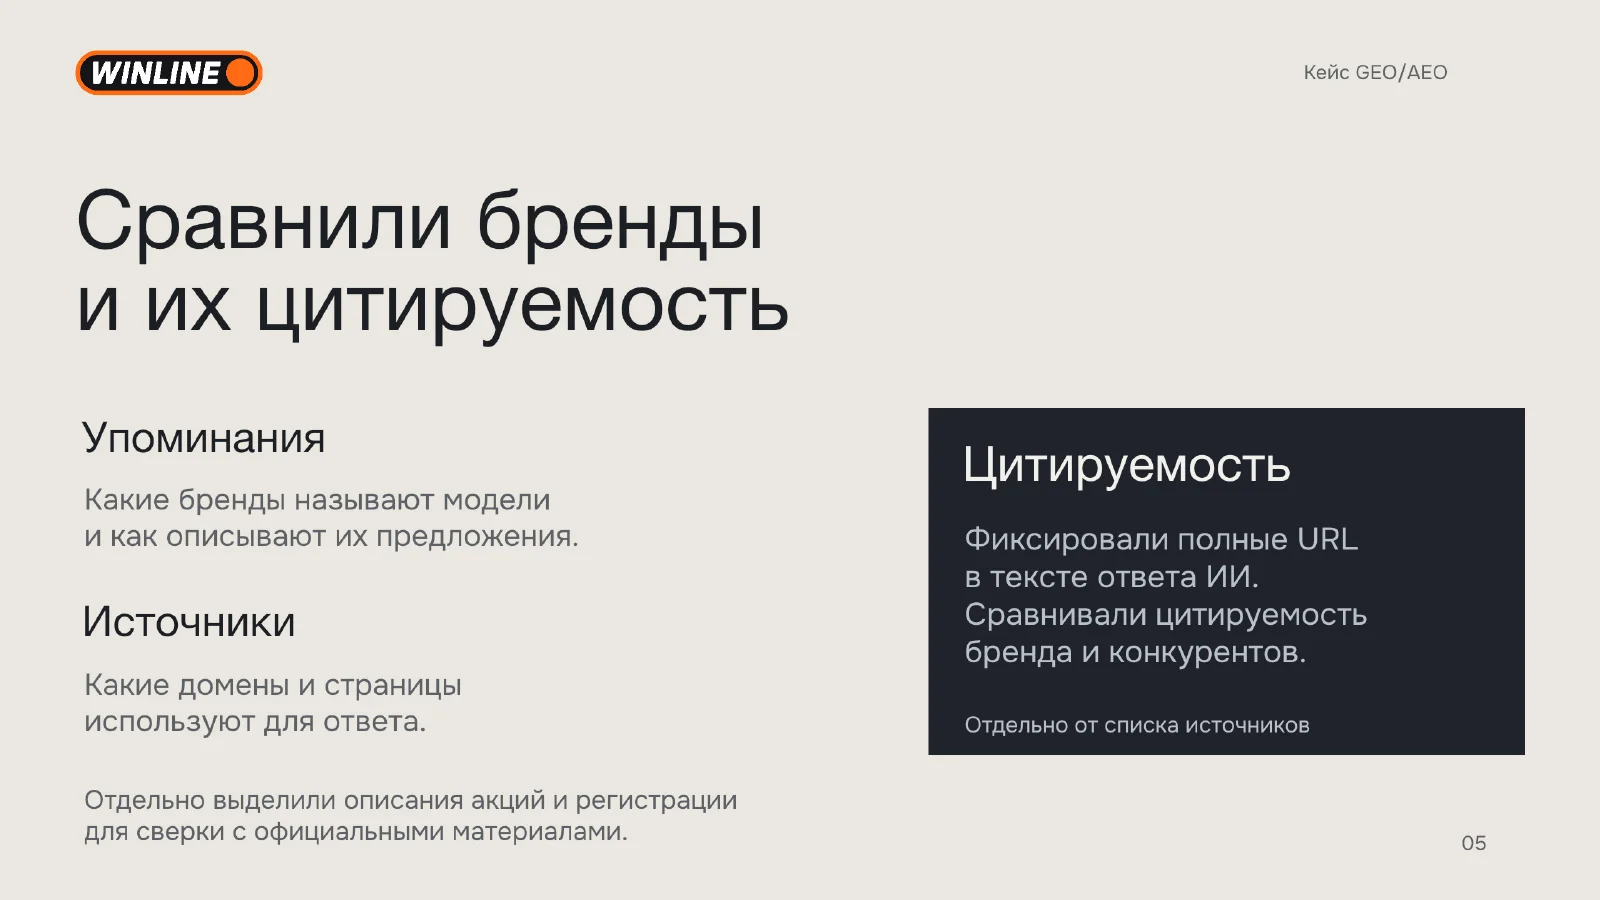 WINLINE
Кейс GEO/AEO
Сравнили бренды
и их цитируемость
Упоминания
Какие бренды называют модели
и как описывают их предложения.
Источники
Какие домены и страницы
используют для ответа.
Отдельно выделили описания акций и регистрации
для сверки с официальными материалами.
Цитируемость
Фиксировали полные URL
в тексте ответа ИИ.
Сравнивали цитируемость
бренда и конкурентов.
Отдельно от списка источников
05